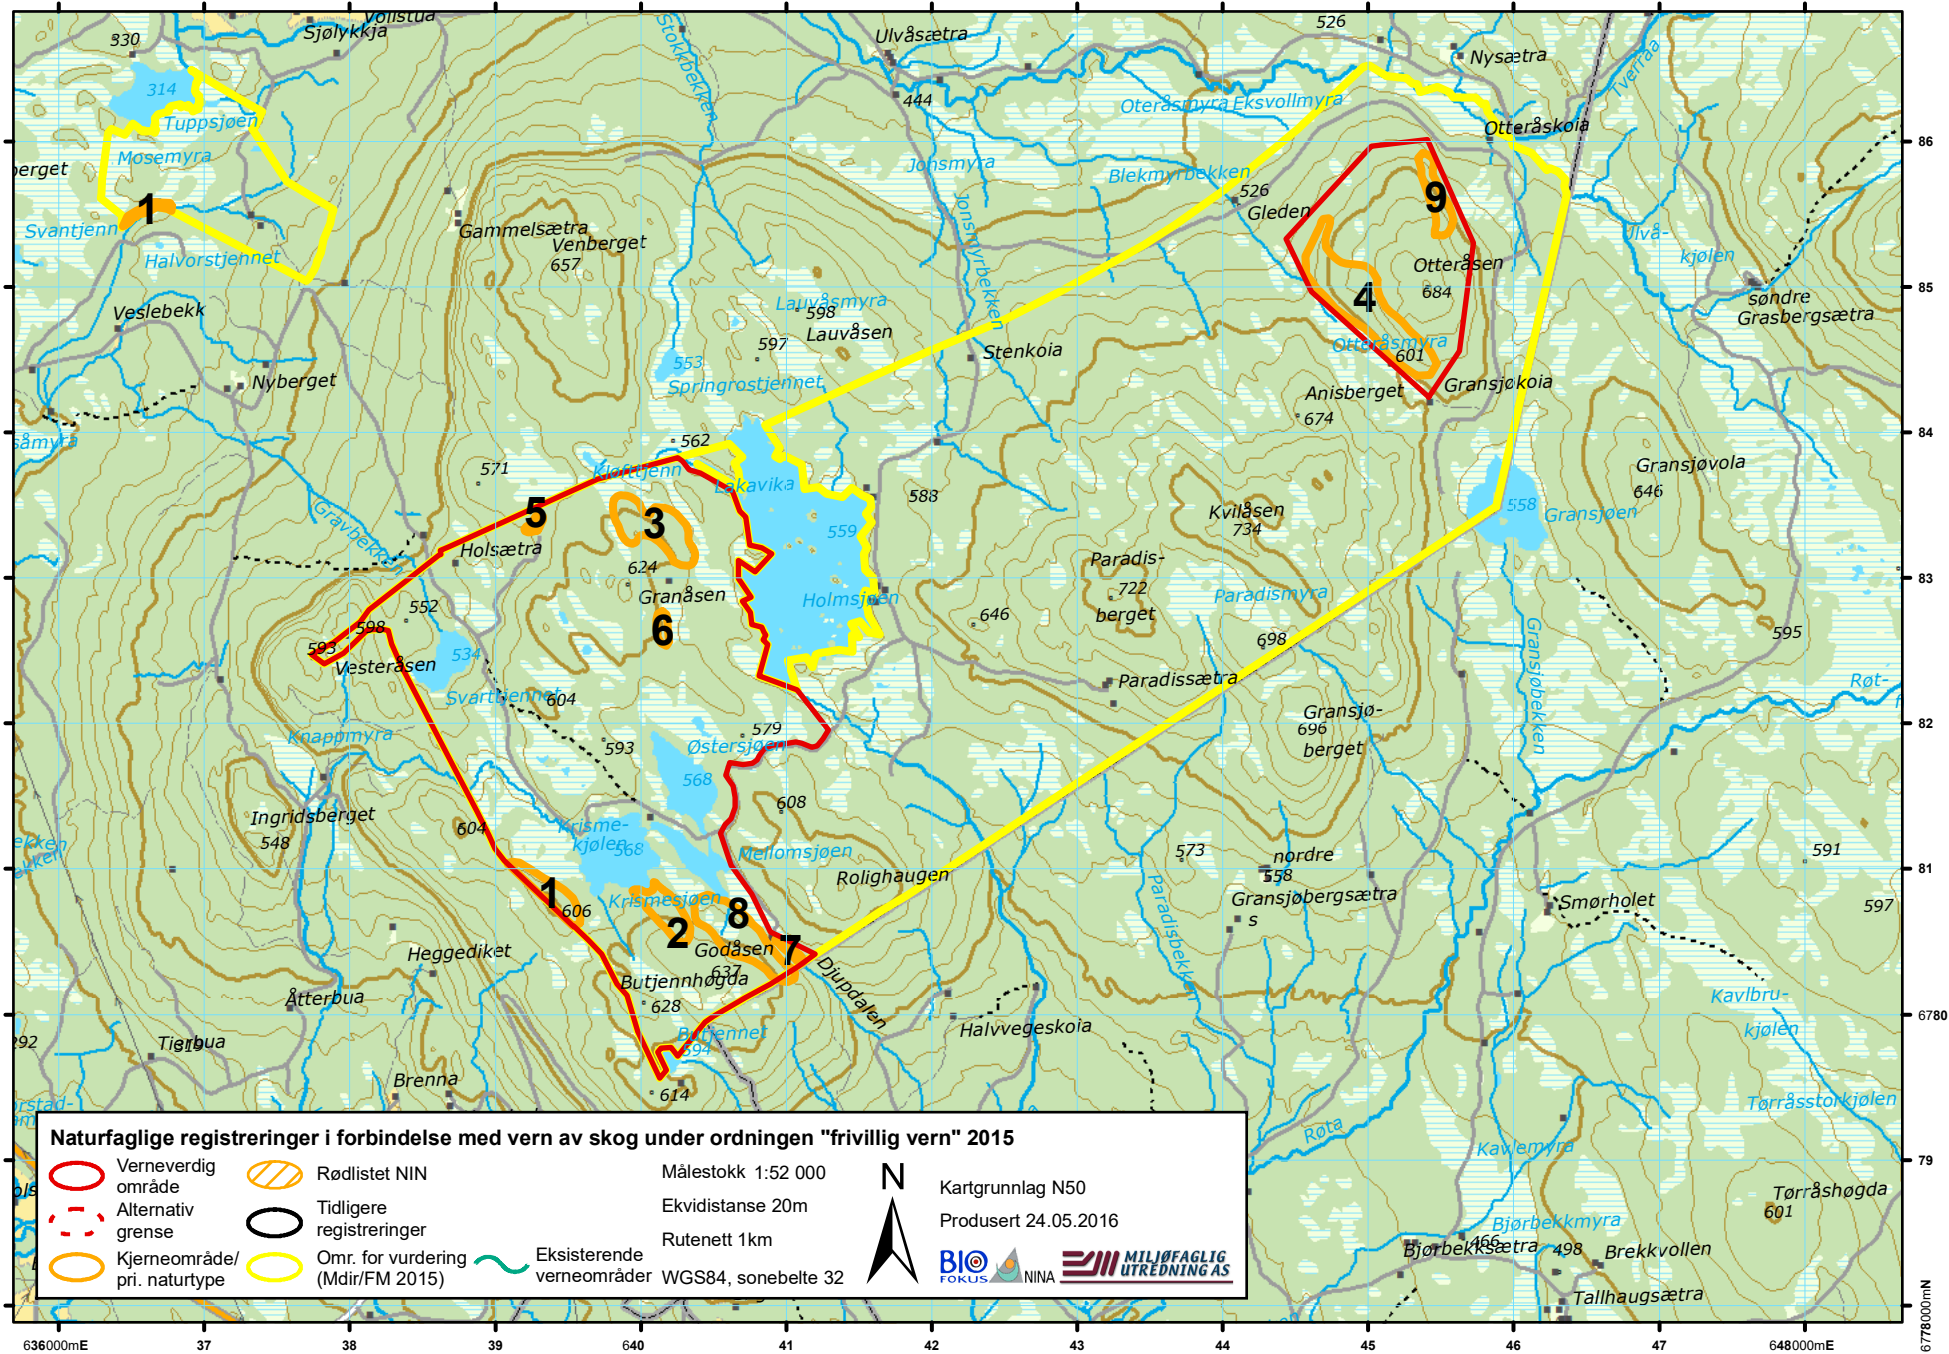 Vollstua
Sjølykkja
330
314
Tuppsjøen
Mosemyra
1
Svantjenn
Halvorstjennet
Veslebekk
Nyberget
Stokkbekken
Ulvåsætra
444
526
Nysætra
Tverråa
Oteråsmyra
Eksvollmyra
Otteråskoia
86
Jonsmyra
Blekmyrbekken
526
Gleden
9
Gammelsætra
Venberget
657
Jonsmyrbekken
Ulvå-
kjølen
Otteråsen
684
4
85
søndre
Grasbergsætra
Lauvåsmyra
598
Lauvåsen
597
Stenkoia
Otteråsmyra
601
553
Springrostjennet
Anisberget
674
Gransjøkoia
84
562
571
Kløfttjenn
Lakavika
588
Gransjøvola
646
5
3
559
Kvilåsen
734
558
Gransjøen
Gravbekken
Holsætra
624
Granåsen
Paradis-
722
berget
83
552
598
593
Vesteråsen
6
Holmsjøen
646
Paradismyra
698
595
534
Svarttjennet
604
Paradissætra
Gransjøbekken
Røt-
Knappmyra
593
579
Østersjøen
568
Gransjø-
696
berget
82
Ingridsberget
548
604
608
Krisme-
kjølen
568
Mellomsjøen
Rolighaugen
573
nordre
558
Gransjøbergsætra
s
591
81
1
606
Krismesjøen
2
8
7
Godåsen
637
Smørholet
597
Heggediket
Butjennhøgda
628
Djupdalen
Paradisbekken
Åtterbua
Butjennet
594
Halvvegeskoia
Kavlbru-
kjølen
6780
292
Tierbua
Brenna
614
Tørråsstorkjølen
Røta
Kavlemyra
79
Tørråshøgda
601
Bjørbekkmyra
466
Bjørbekksætra
498
Brekkvollen
Tallhaugsætra
6778000mN
Naturfaglige registreringer i forbindelse med vern av skog under ordningen "frivillig vern" 2015
Verneverdig
område
Alternativ
grense
Kjerneområde/
pri. naturtype
Rødlistet NIN
Tidligere
registreringer
Omr. for vurdering
(Mdir/FM 2015)
Eksisterende
verneområder
Målestokk 1:52 000
Ekvidistanse 20m
Rutenett 1km
WGS84, sonebelte 32
N
Kartgrunnlag N50
Produsert 24.05.2016
BIO
FOKUS
NINA
MILJØFAGLIG
UTREDNING AS
636000mE
37
38
39
640
41
42
43
44
45
46
47
648000mE